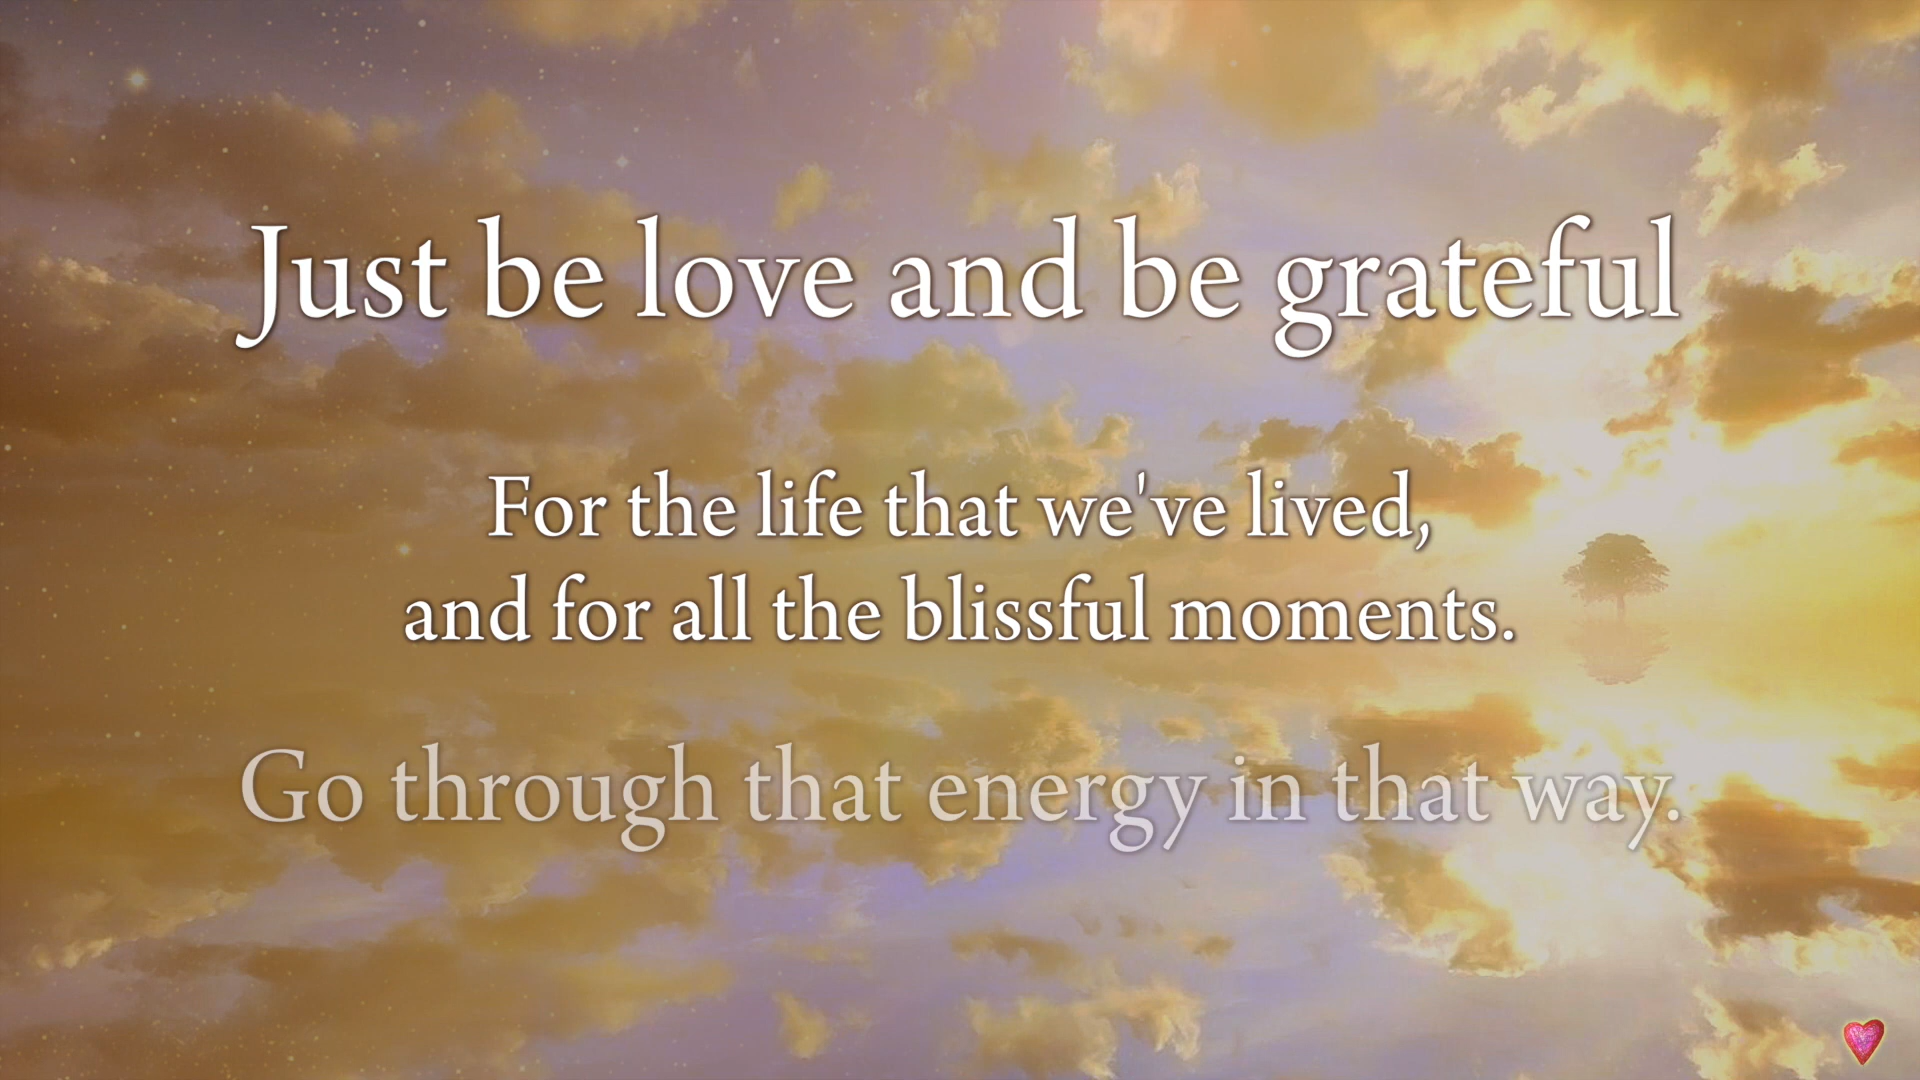 Just be love and be grateful
For the life that we've lived,
and for all the blissful moments.
Go through that energy in that way.